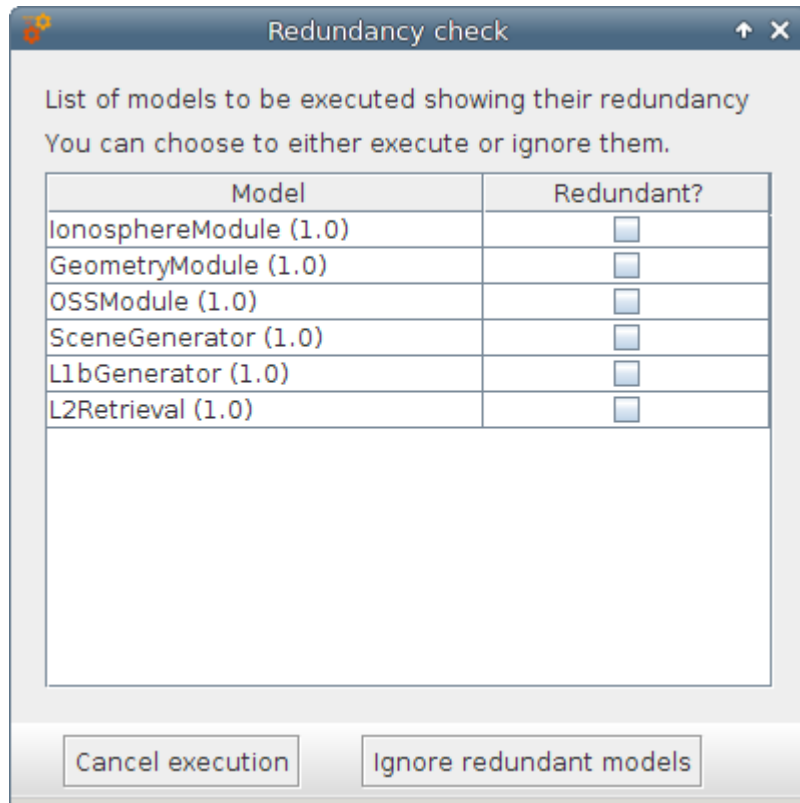 Redundancy check
List of models to be executed showing their redundancy
You can choose to either execute or ignore them.
Model Redundant?
IonosphereModule (1.0)
GeometryModule (1.0)
OSSModule (1.0)
SceneGenerator (1.0)
L1bGenerator (1.0)
L2Retrieval (1.0)
Cancel execution Ignore redundant models